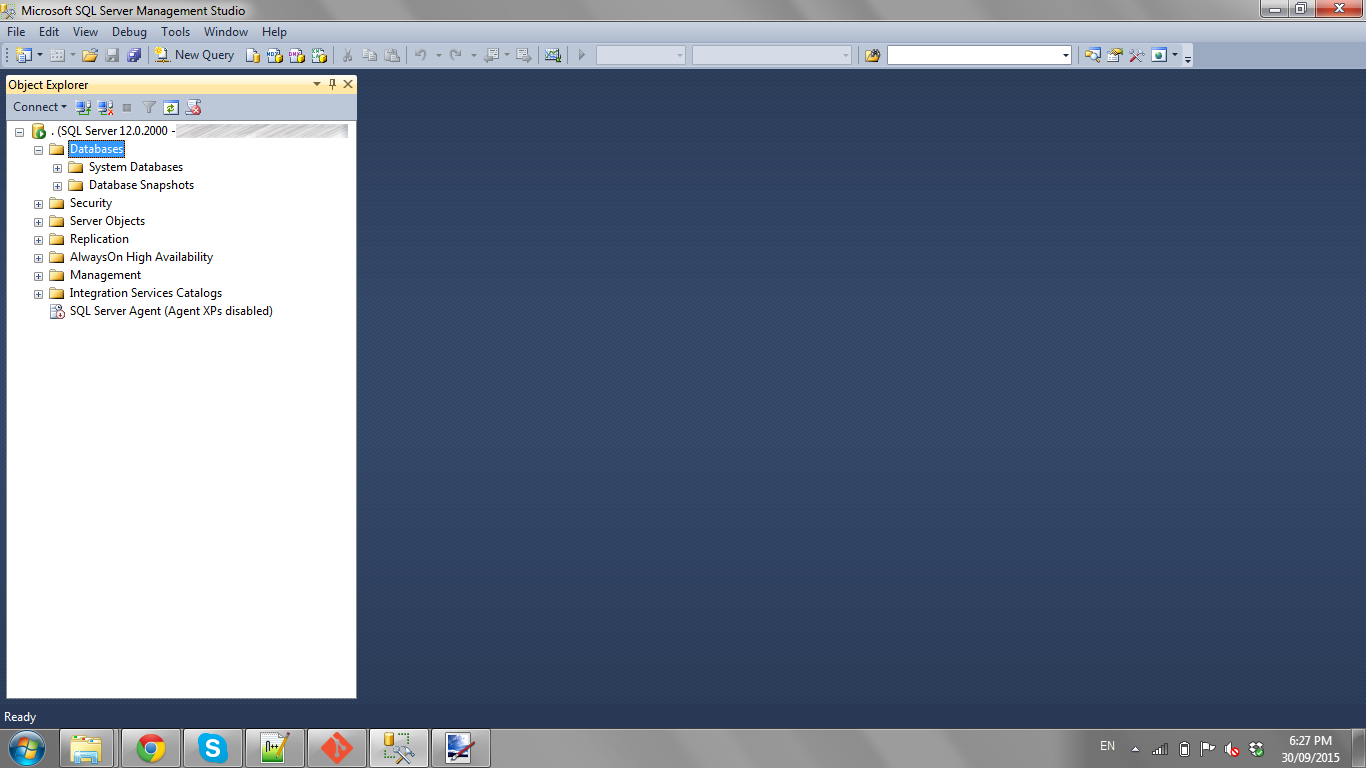 Microsoft SQL Server Management Studio
File Edit View Debug Tools Window Help
New Query
Object Explorer
Connect
. (SQL Server 12.0.2000 -
Databases
System Databases
Database Snapshots
Security
Server Objects
Replication
AlwaysOn High Availability
Management
Integration Services Catalogs
SQL Server Agent (Agent XPs disabled)
Ready
EN
6:27 PM
30/09/2015